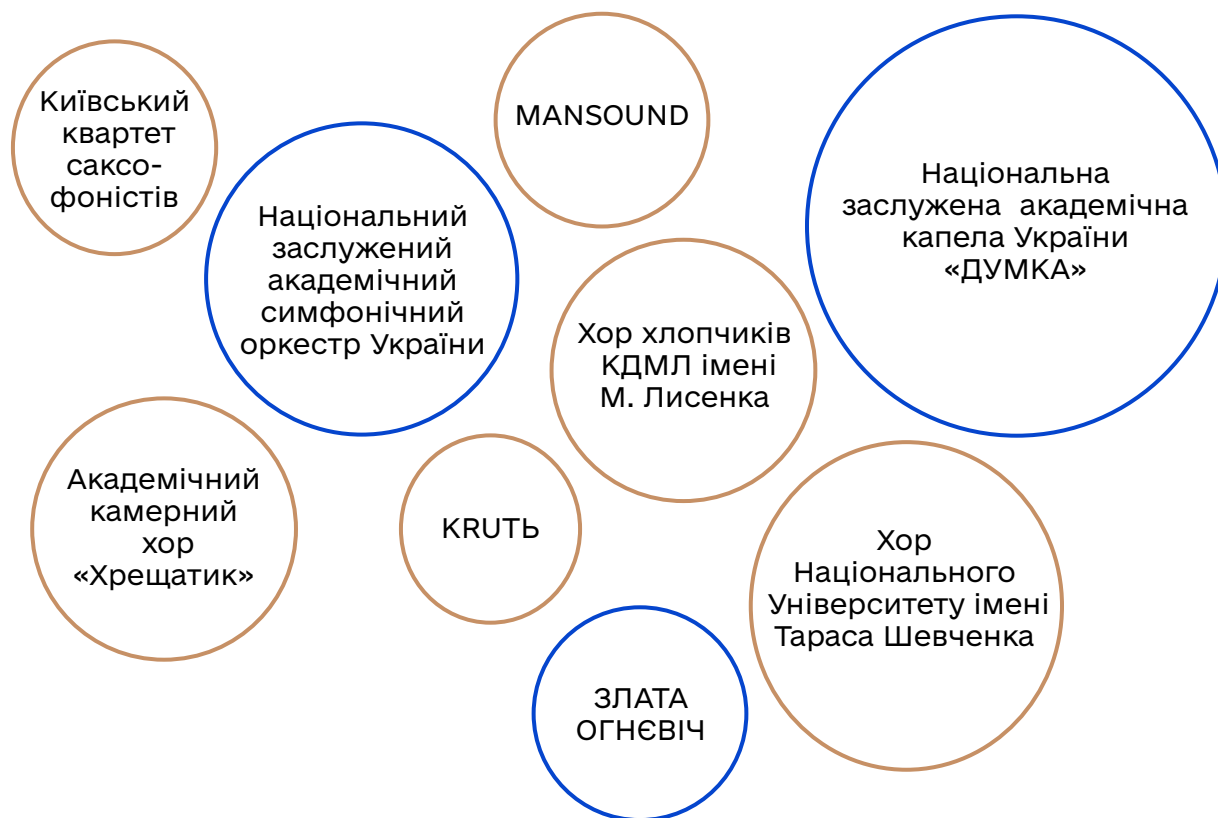 Київський
квартет
саксо-
фоністів
MANSOUND
Національний
заслужений
академічний
симфонічний
оркестр України
Національна
заслужена академічна
капела України
«ДУМКА»
Хор хлопчиків
КДМЛ імені
М. Лисенка
Академічний
камерний
хор
«Хрещатик»
KRUTЬ
Хор
Національного
Університету імені
Тараса Шевченка
ЗЛАТА
ОГНЄВІЧ